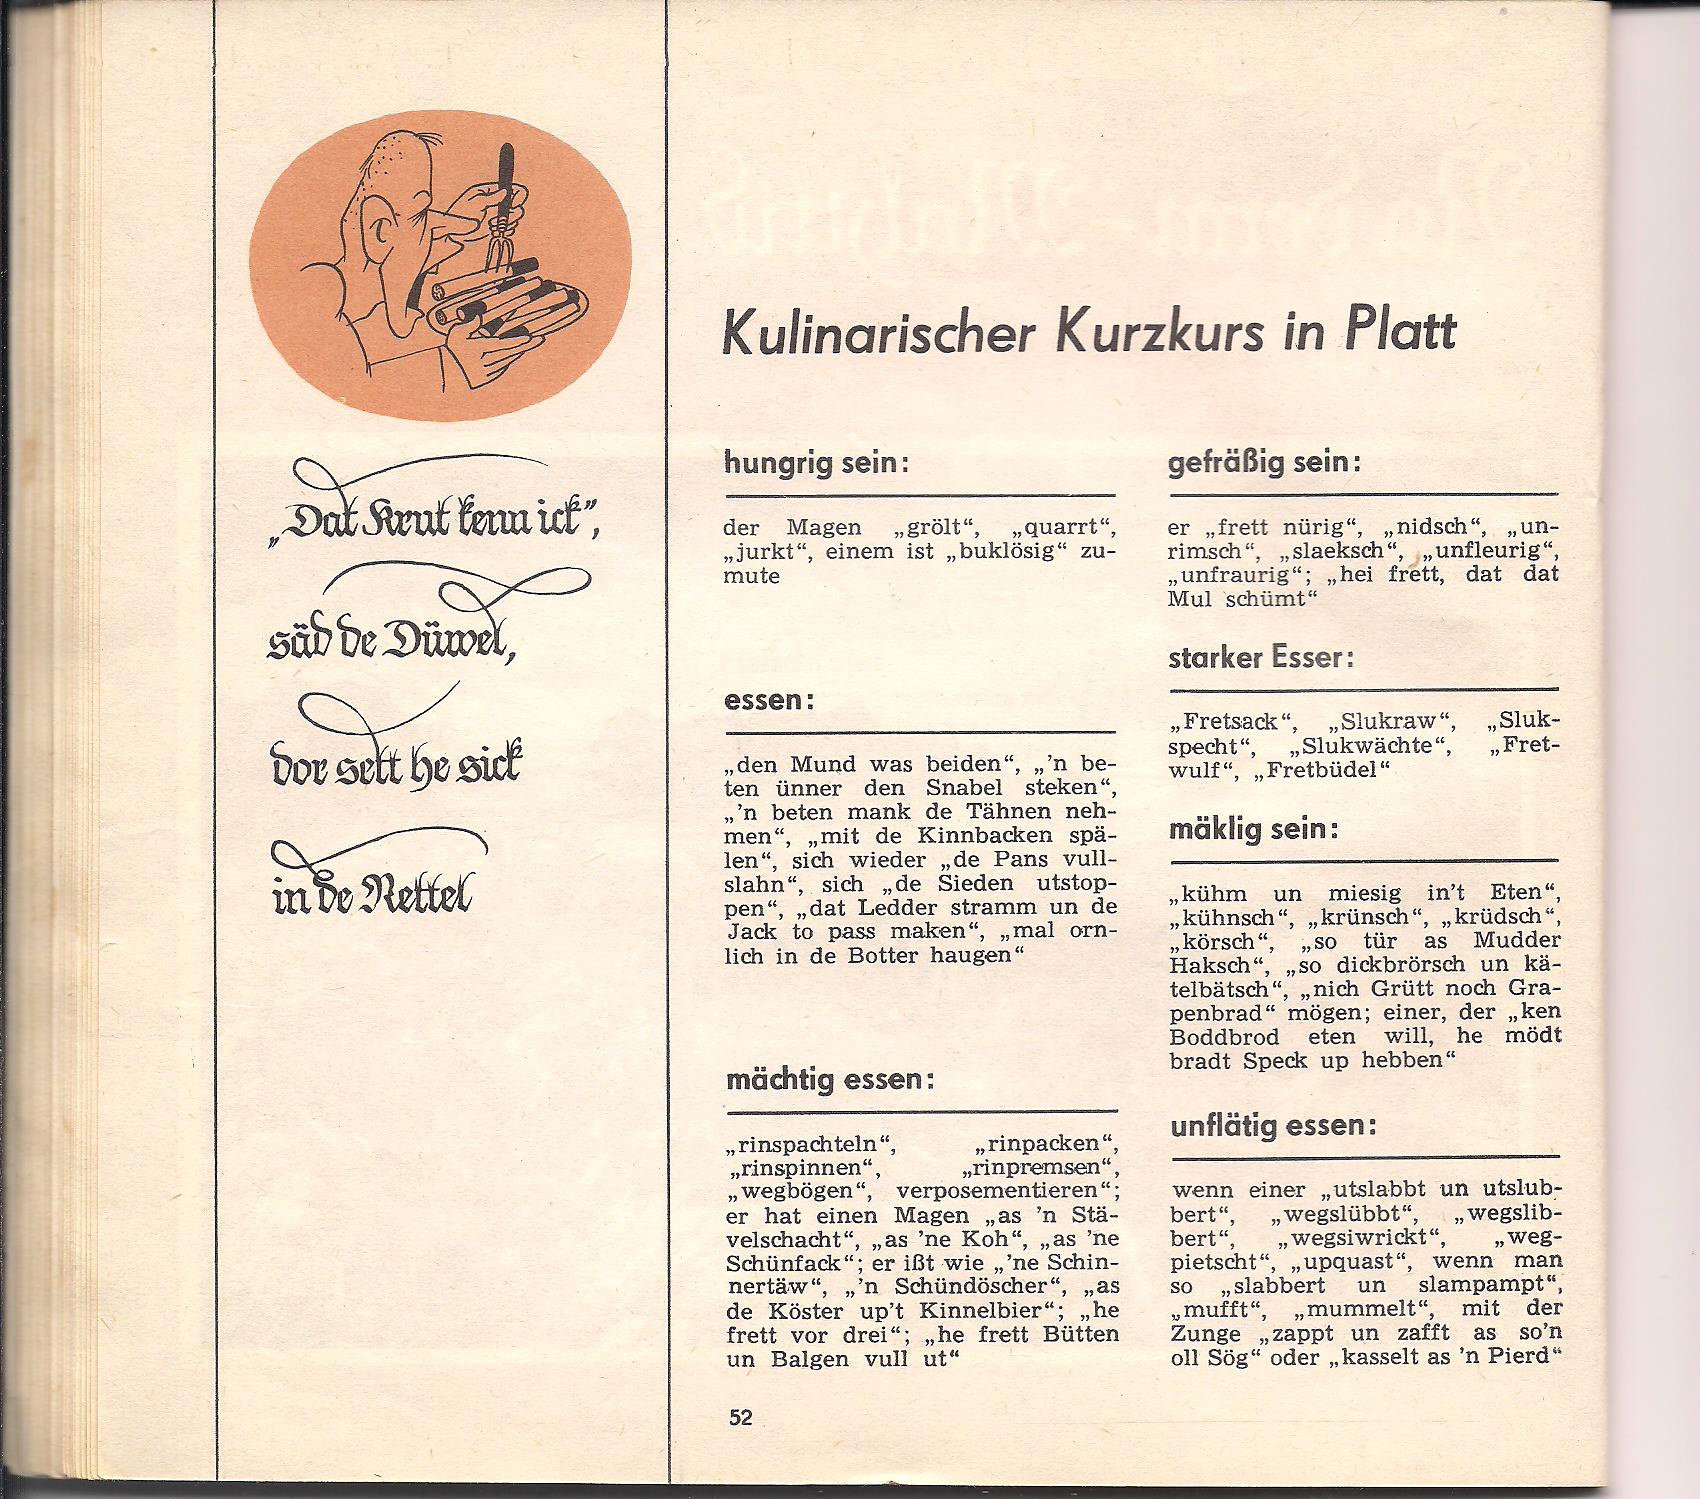 „Dat Krut kenn ick”,
säd de Düwel,
dor sett he sick
in de Nettel
Kulinarischer Kurzkurs in Platt
hungrig sein:
der Magen „grölt“, „quarrt“,
„jurkt“, einem ist „buklösig“ zu-
mute
essen:
„den Mund was beiden“, „’n be-
ten ünner den Snabel steken“,
„’n beten mank de Tähnen neh-
men“, „mit de Kinnbacken spä-
len“, sich wieder „de Pans vull-
slahn“, sich „de Sieden utstop-
pen“, „dat Ledder stramm un de
Jack to pass maken“, „mal orn-
lich in de Botter haugen“
mächtig essen:
„rinspachteln“, „rinpacken“,
„rinspinnen“, „rinpremsen“,
„wegbögen“, verposementieren“;
er hat einen Magen „as ’n Stä-
velschacht“, „as ’ne Koh“, „as ’ne
Schünfack“; er ißt wie „’ne Schin-
nertäw“, „’n Schündöscher“, „as
de Köster up’t Kinnelbier“; „he
frett vor drei“; „he frett Bütten
un Balgen vull ut“
gefräßig sein:
er „frett nürig“, „nidsch“, „un-
rimsch“, „slaeksch“, „unfleurig“,
„unfraurig“; „hei frett, dat dat
Mul schümt“
starker Esser:
„Fretsack“, „Slukraw“, „Sluk-
specht“, „Slukwächte“, „Fret-
wulf“, „Fretbüdel“
mäklig sein:
„kühm un miesig in’t Eten“,
„kühnsch“, „krünsch“, „krüdsch“,
„körsch“, „so tür as Mudder
Haksch“, „so dickbrörsch un kä-
telbätsch“, „nich Grütt noch Gra-
penbrad“ mögen; einer, der „ken
Boddbrod eten will, he mödt
bradt Speck up hebben“
unflätig essen:
wenn einer „utslabbt un utslub-
bert“, „wegslübbt“, „wegslib-
bert“, „wegsiwrickt“, „weg-
pietscht“, „upquast“, wenn man
so „slabbert un slampampt“,
„mufft“, „mummelt“, mit der
Zunge „zappt un zafft as so’n
oll Sög“ oder „kasselt as ’n Pierd“
52